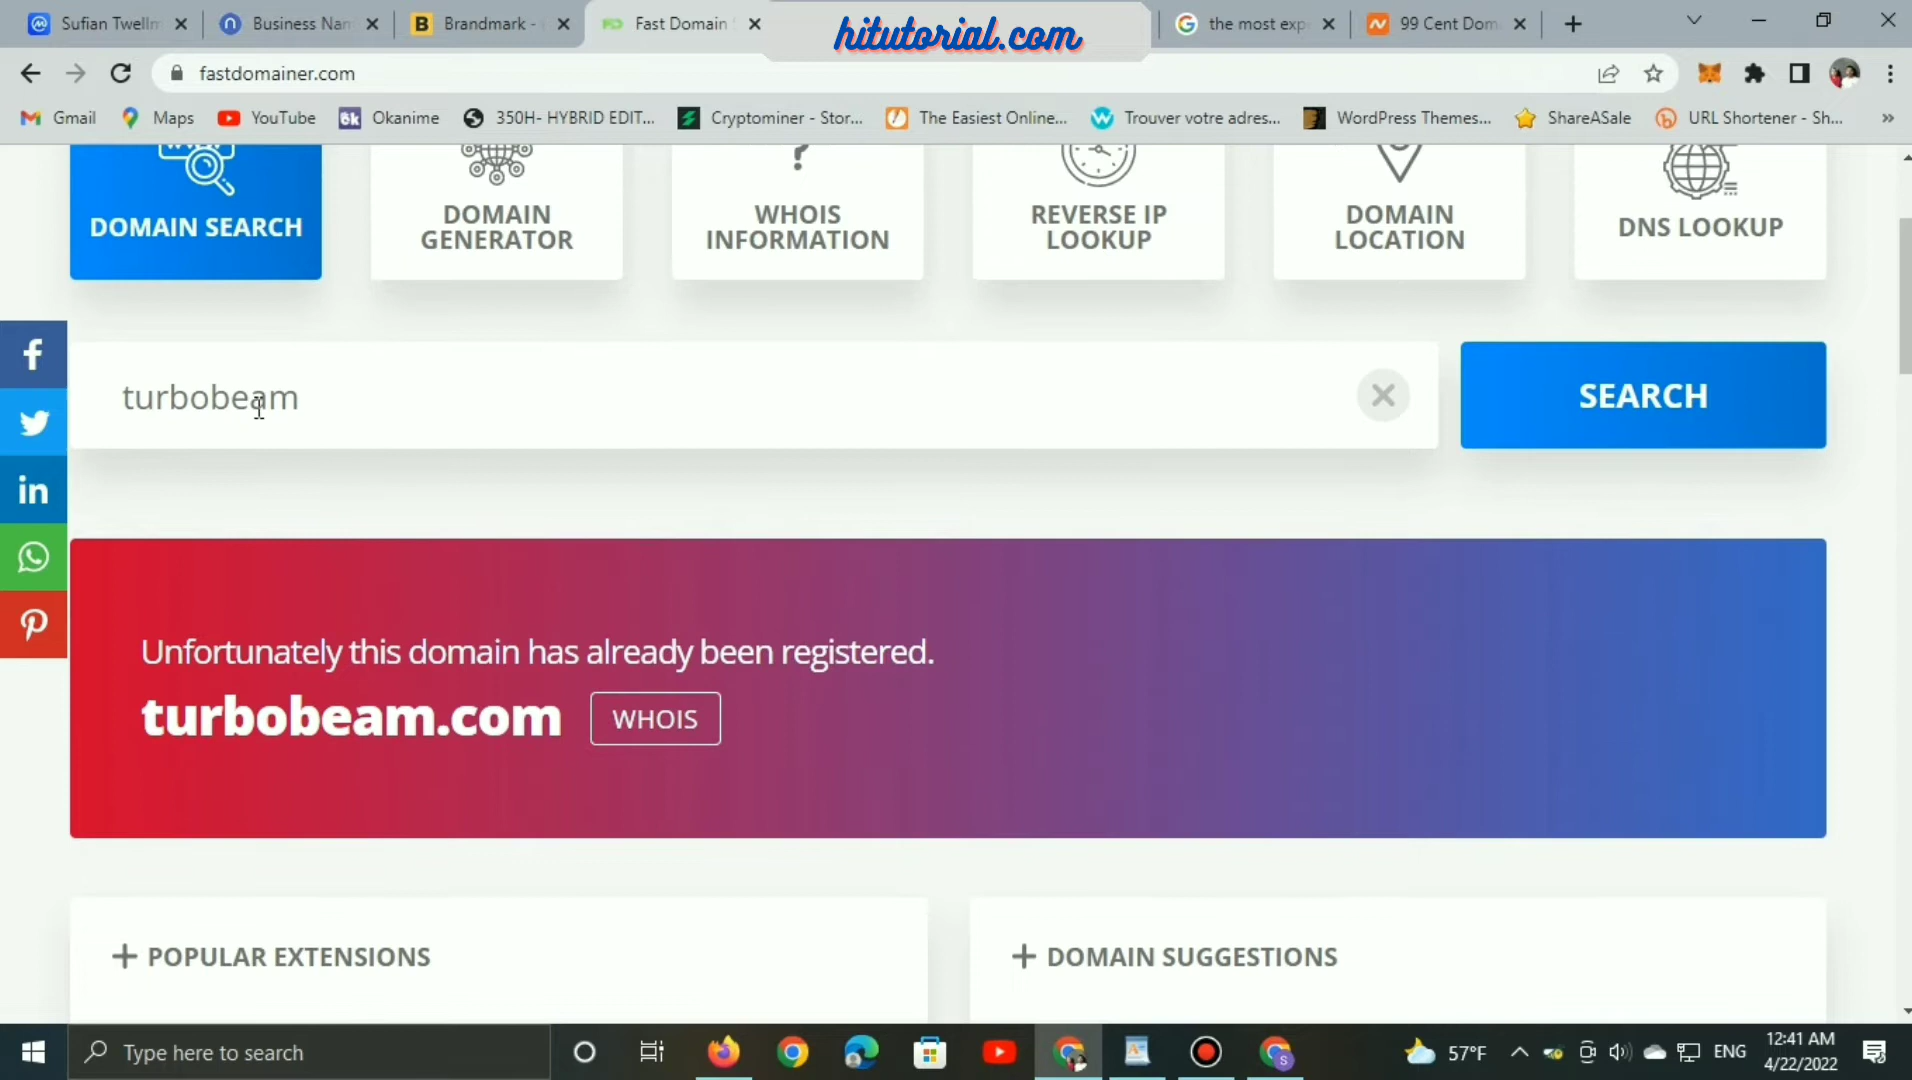 Sufian Twellm
Business Nam
Brandmark -
Fast Domain
hitutorial.com
the most exp
99 Cent Dom
fastdomainer.com
Gmail
Maps
YouTube
Okanime
350H- HYBRID EDIT...
Cryptominer - Stor...
The Easiest Online...
Trouver votre adres...
WordPress Themes...
ShareASale
URL Shortener - Sh...
DOMAIN SEARCH
DOMAIN
GENERATOR
WHOIS
INFORMATION
REVERSE IP
LOOKUP
DOMAIN
LOCATION
DNS LOOKUP
turbobeam
SEARCH
Unfortunately this domain has already been registered.
turbobeam.com
WHOIS
POPULAR EXTENSIONS
DOMAIN SUGGESTIONS
Type here to search
57°F
ENG
12:41 AM
4/22/2022